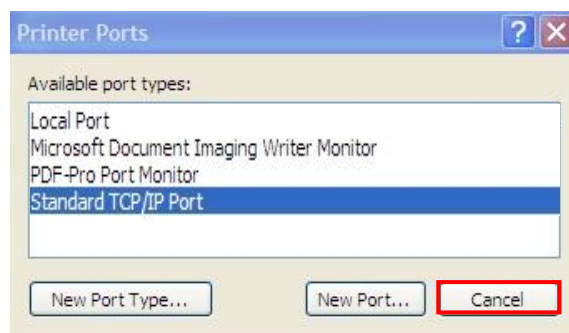 Printer Ports
Available port types:
Local Port
Microsoft Document Imaging Writer Monitor
PDF-Pro Port Monitor
Standard TCP/IP Port
New Port Type... New Port... Cancel